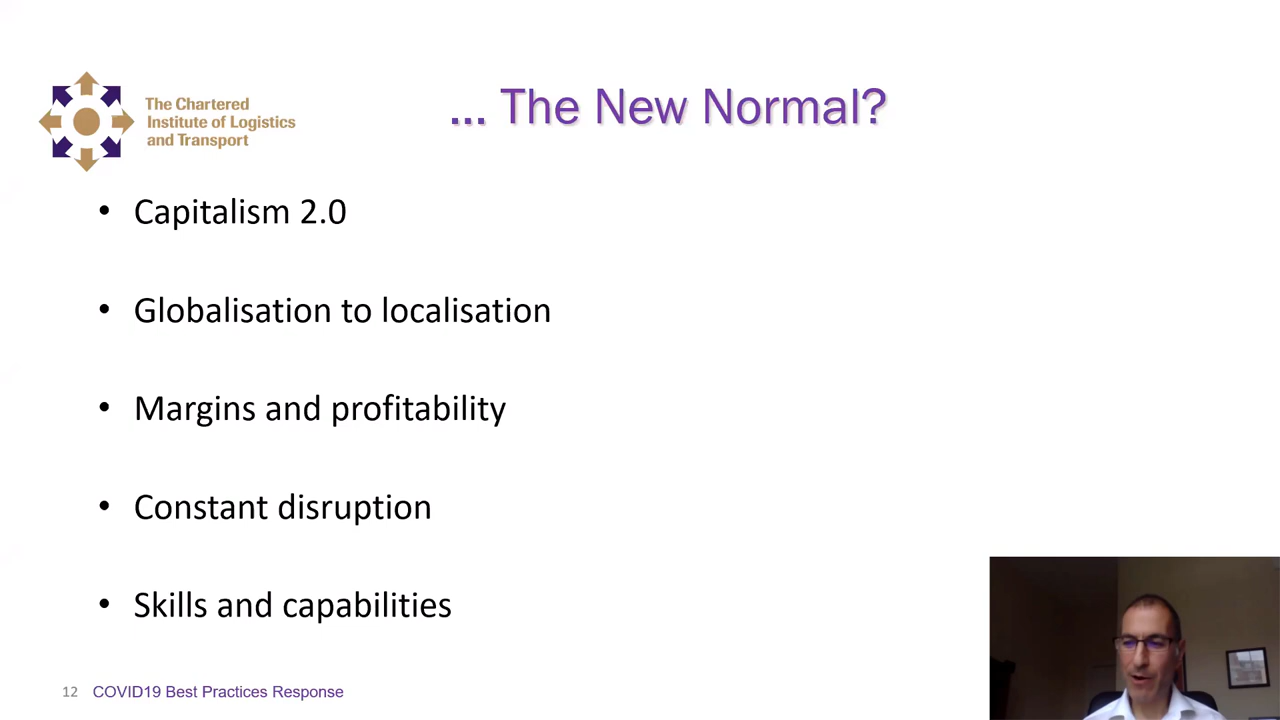 The Chartered
Institute of Logistics
and Transport
... The New Normal?
• Capitalism 2.0
• Globalisation to localisation
• Margins and profitability
• Constant disruption
• Skills and capabilities
12 COVID19 Best Practices Response